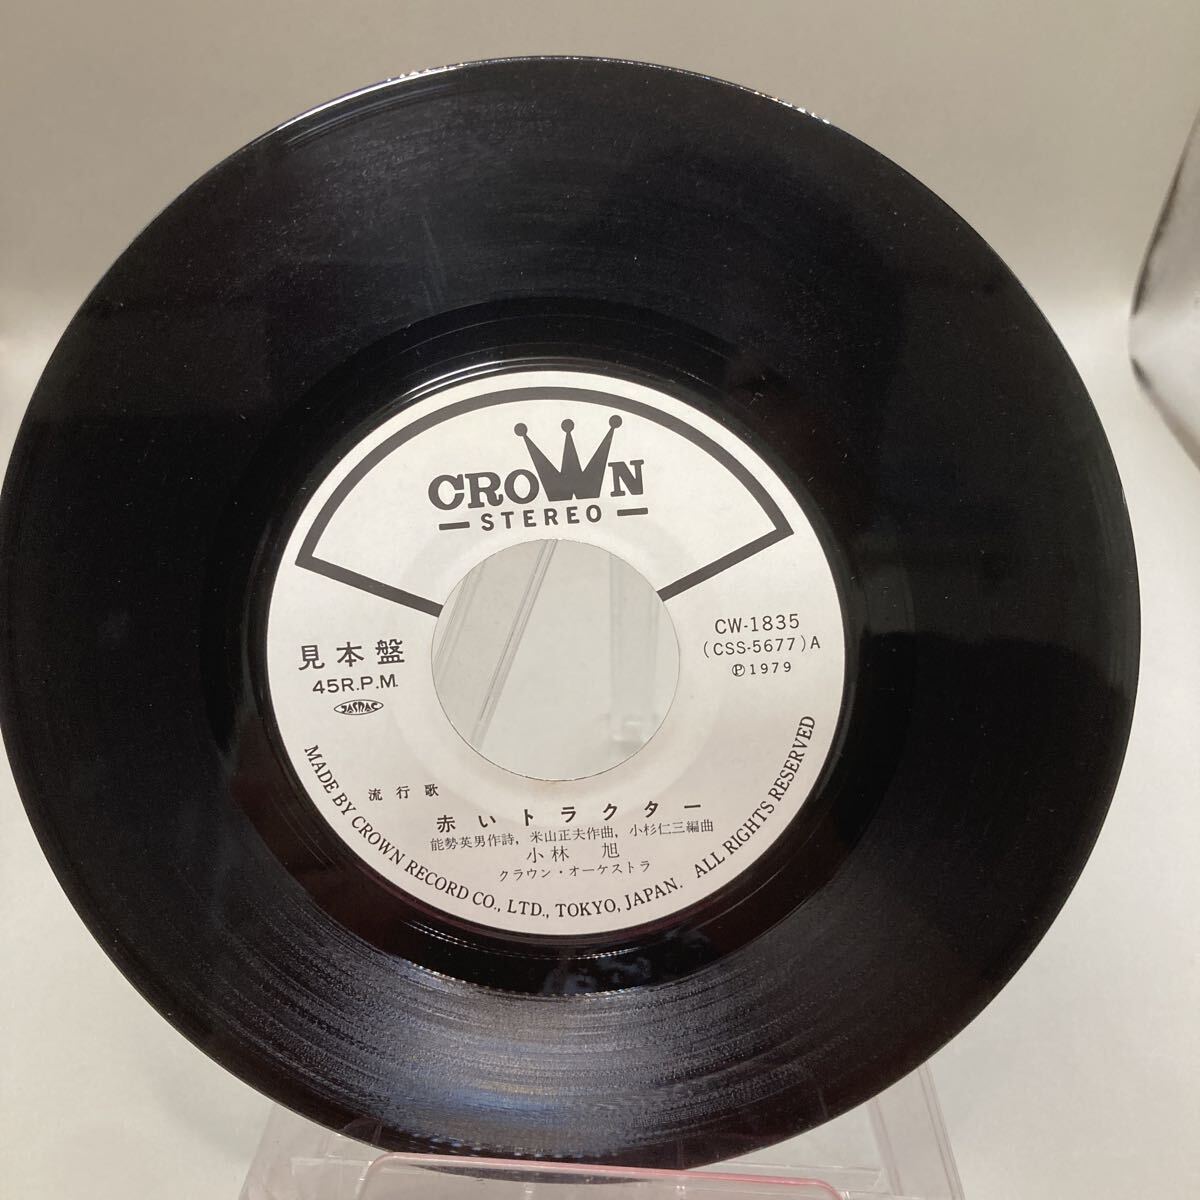 CROWN
STEREO
CW-1835
(CSS-5677)A
Ⓟ1979
見本盤
45R.P.M.
JASRAC
流行歌
赤いトラクター
能勢英男作詩, 米山正夫作曲, 小杉仁三編曲
小林 旭
クラウン・オーケストラ
MADE BY CROWN RECORD CO., LTD., TOKYO, JAPAN. ALL RIGHTS RESERVED